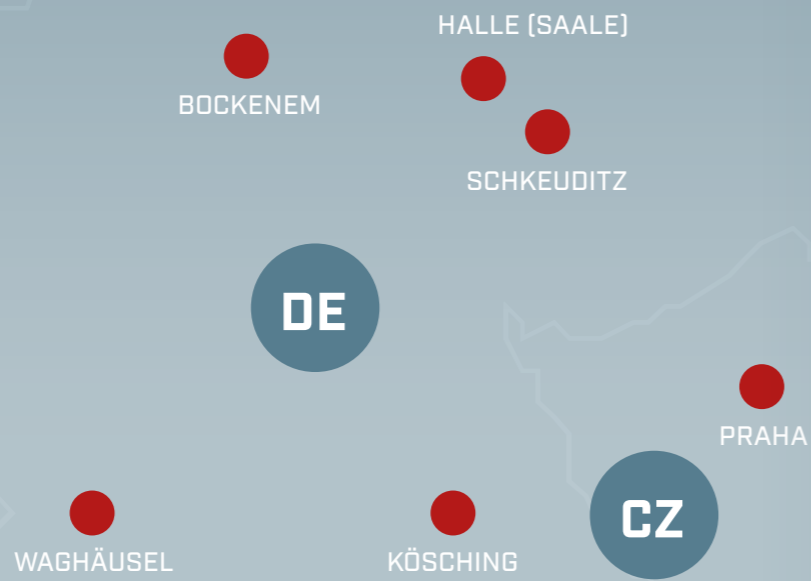 HALLE (SAALE)
BOCKENEM
SCHKEUDITZ
DE
PRAHA
CZ
WAGHÄUSEL
KÖSCHING